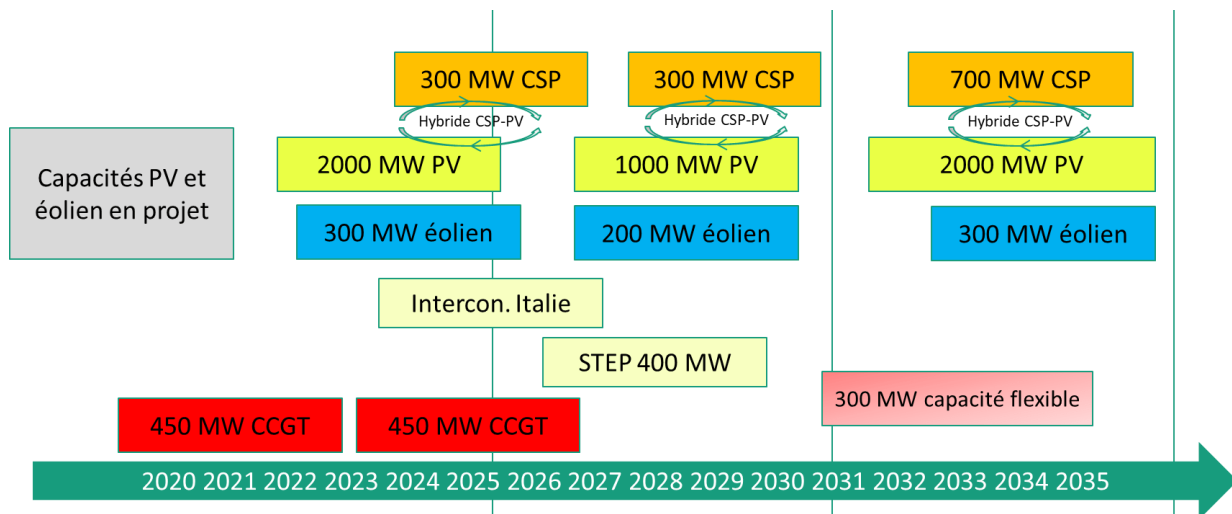 300 MW CSP
300 MW CSP
700 MW CSP
Hybride CSP-PV
Hybride CSP-PV
Hybride CSP-PV
Capacités PV et
éolien en projet
2000 MW PV
1000 MW PV
2000 MW PV
300 MW éolien
200 MW éolien
300 MW éolien
Intercon. Italie
STEP 400 MW
300 MW capacité flexible
450 MW CCGT
450 MW CCGT
2020 2021 2022 2023 2024 2025 2026 2027 2028 2029 2030 2031 2032 2033 2034 2035